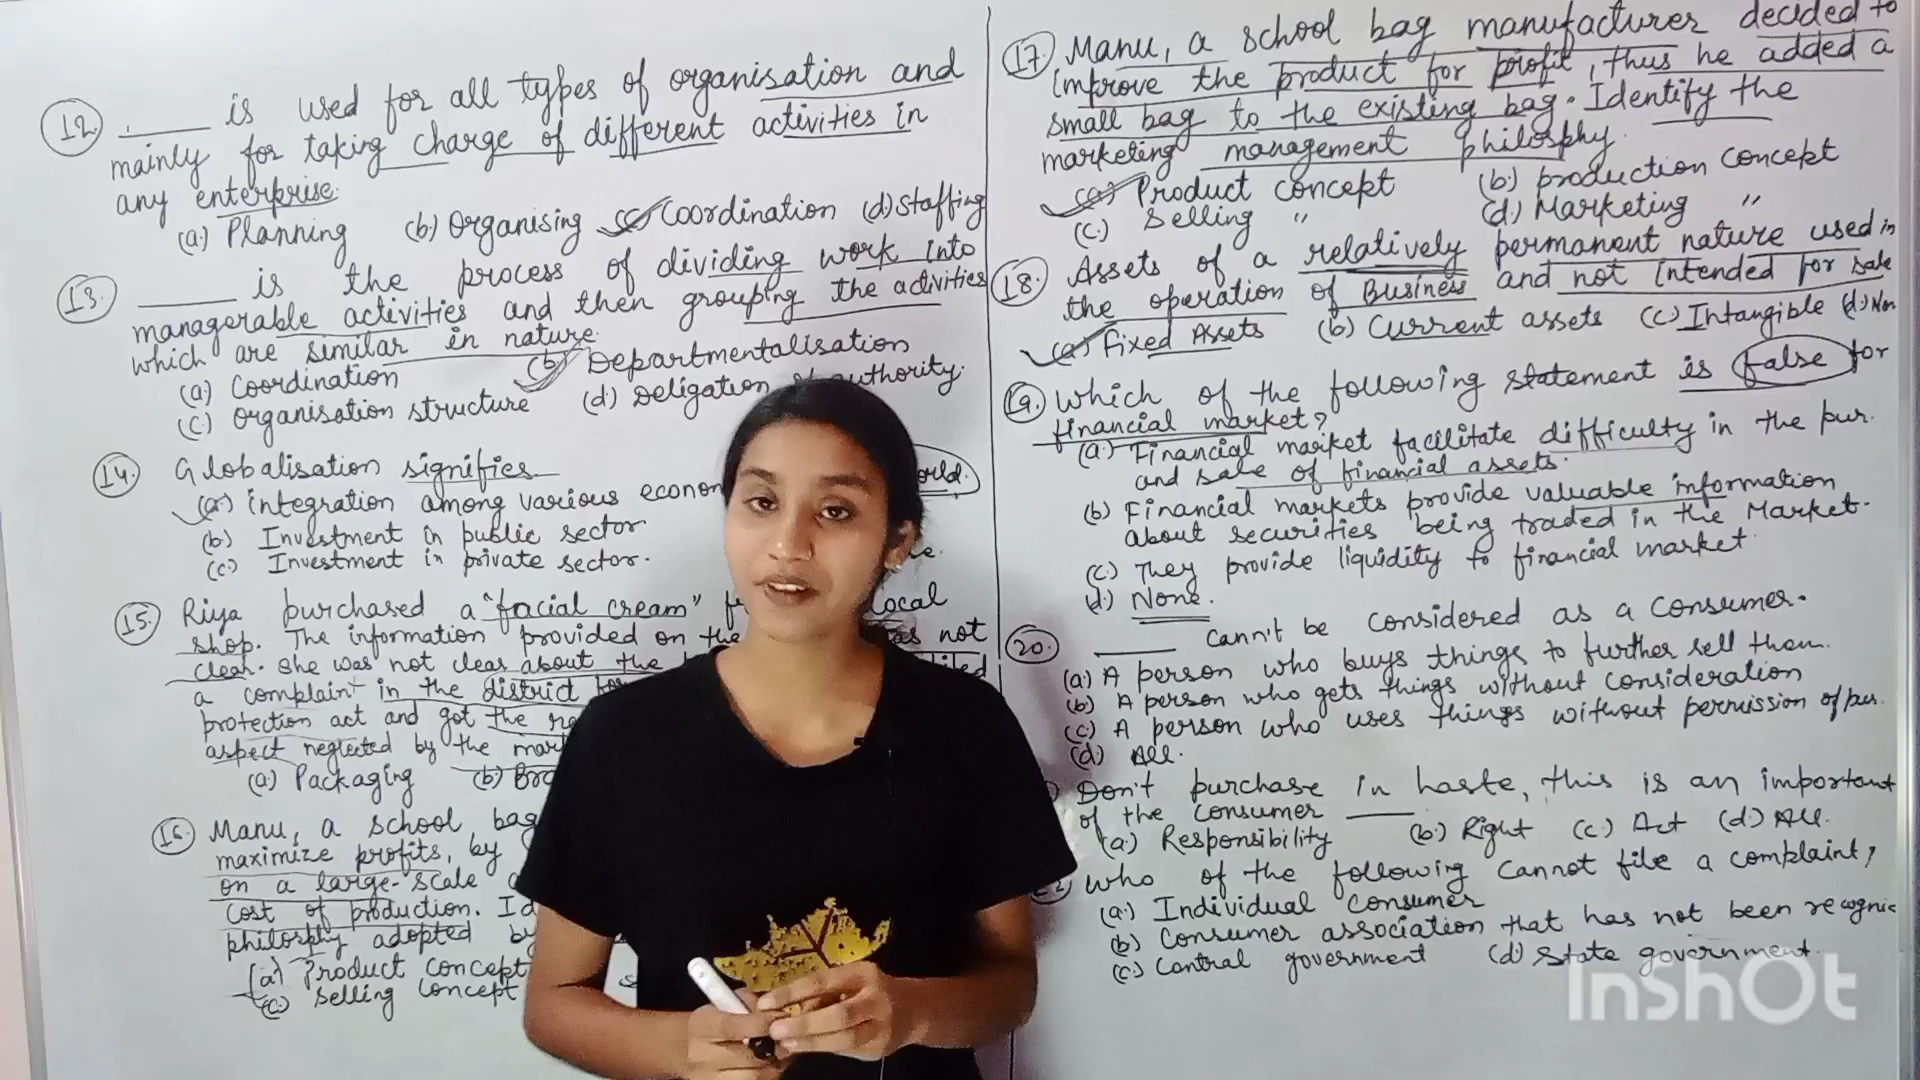 12. ____ is used for all types of organisation and
mainly for taking charge of different activities in
any enterprise.
(a.) Planning (b) Organising (c) Coordination (d) Staffing
13. ____ is the process of dividing work into
managerable activities and then grouping the activities
which are similar in nature.
(a.) Coordination (b) Departmentalisation
(c) organisation structure (d.) Deligation authority.
14. Globalisation signifies
(a.) integration among various econom orld.
(b) Investment in public sector
(c.) Investment in private sector.
15. Riya purchased a "facial cream" local
shop. The information provided on the as not
clear. She was not clear about the
a complaint in the district
protection act and got the
aspect neglected by the
(a.) Packaging (b)
16. Manu, a school bag
maximize profits, by
on a large-scale
cost of production.
philosphy adopted by
(a) Product concept
(c) Selling Concept
17. Manu, a school bag manufacturer decided to
improve the product for profit, thus he added a
small bag to the existing bag. Identify the
marketing management philosphy.
(a) Product concept (b.) production concept
(c.) Selling " (d.) Marketing "
18. Assets of a relatively permanent nature used in
the operation of Business and not intended for sale
(a) Fixed Assets (b) Current assets (c) Intangible (d.) Non
19. Which of the following statement is false for
financial market?
(a.) Financial market facilitate difficulty in the pur.
and sale of financial assets.
(b) Financial markets provide valuable information
about securities being traded in the Market.
(c.) They provide liquidity to financial market.
(d.) None.
20. ____ cann't be considered as a consumer.
(a.) A person who buys things to further sell them.
(b) A person who gets things without consideration
(c) A person who uses things without permission of pur.
(d) All.
Don't purchase in haste, this is an important
of the consumer ____
(a.) Responsibility (b.) Right (c.) Act (d.) All.
Who of the following cannot file a complaint?
(a.) Individual Consumer
(b) Consumer association that has not been recognis
(c.) Central government (d) State government.
InShOt